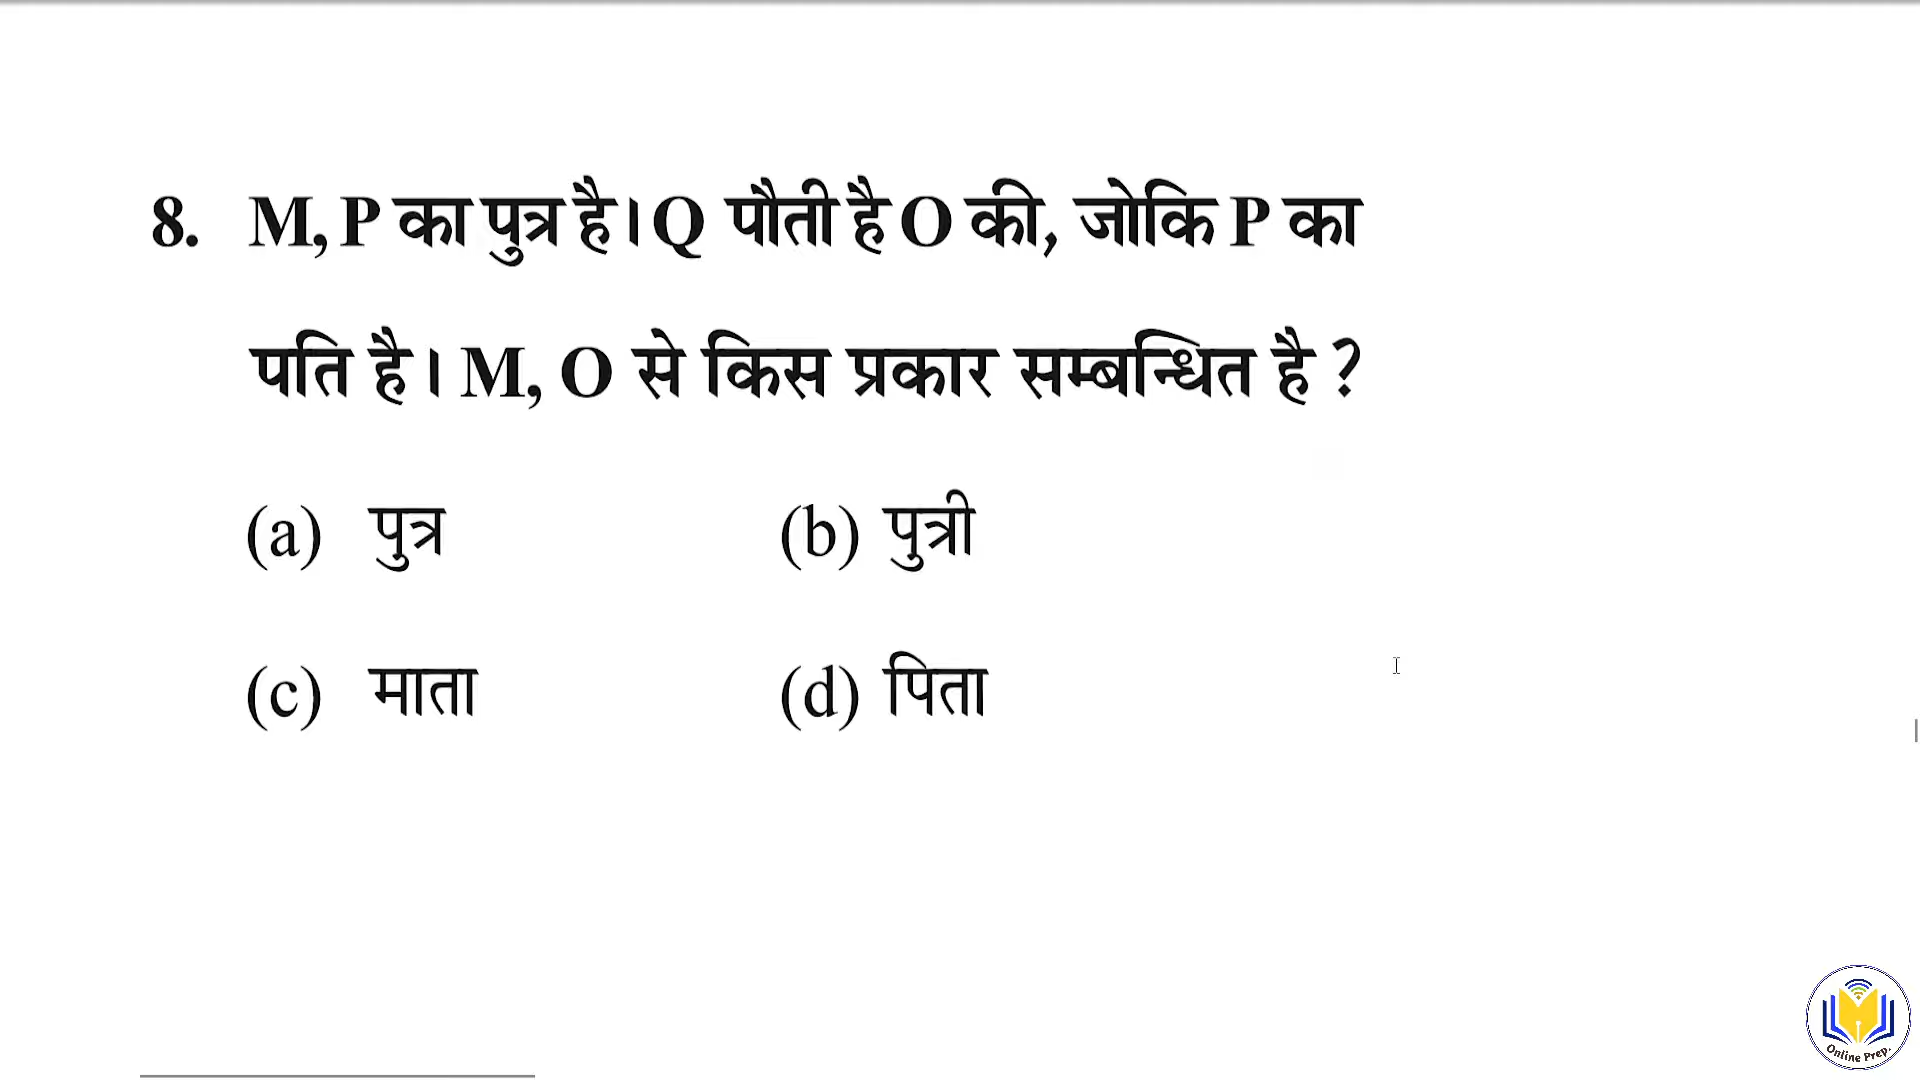 8. M, P का पुत्र है। Q पौती है O की, जोकि P का
पति है। M, O से किस प्रकार सम्बन्धित है ?
(a) पुत्र (b) पुत्री
(c) माता (d) पिता
Online Prep.